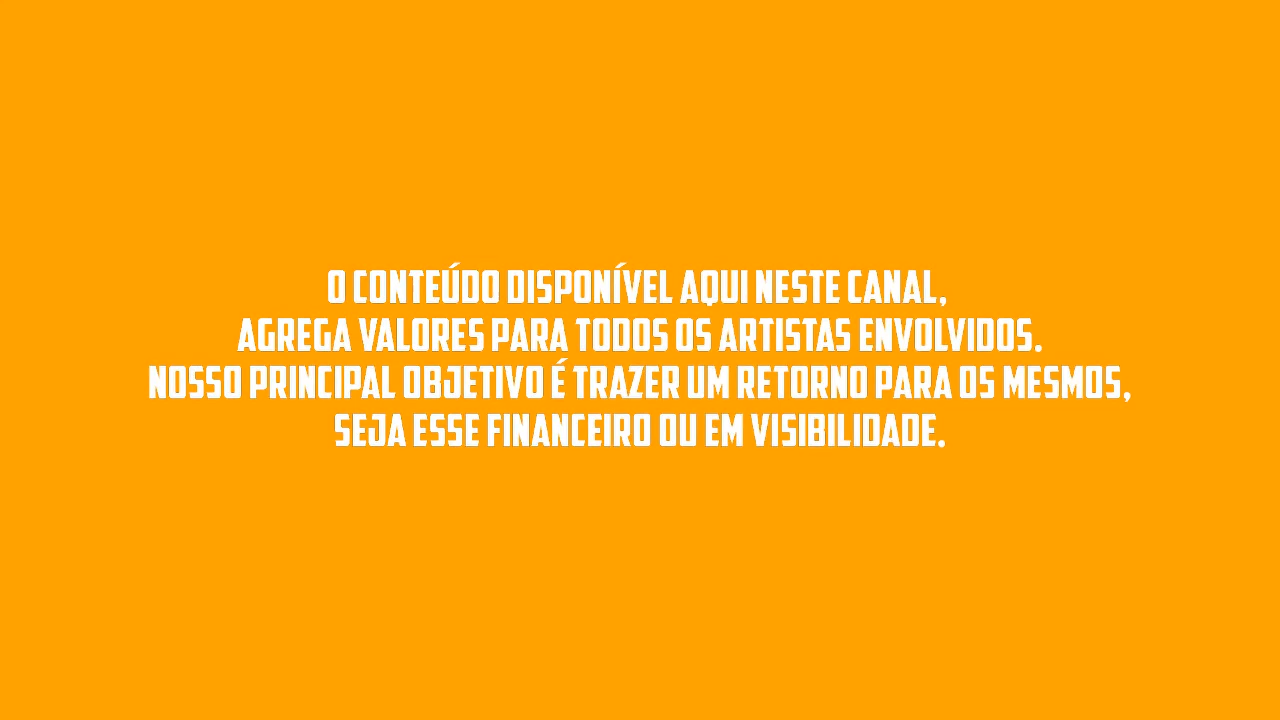 O CONTEÚDO DISPONÍVEL AQUI NESTE CANAL,
AGREGA VALORES PARA TODOS OS ARTISTAS ENVOLVIDOS.
NOSSO PRINCIPAL OBJETIVO É TRAZER UM RETORNO PARA OS MESMOS,
SEJA ESSE FINANCEIRO OU EM VISIBILIDADE.